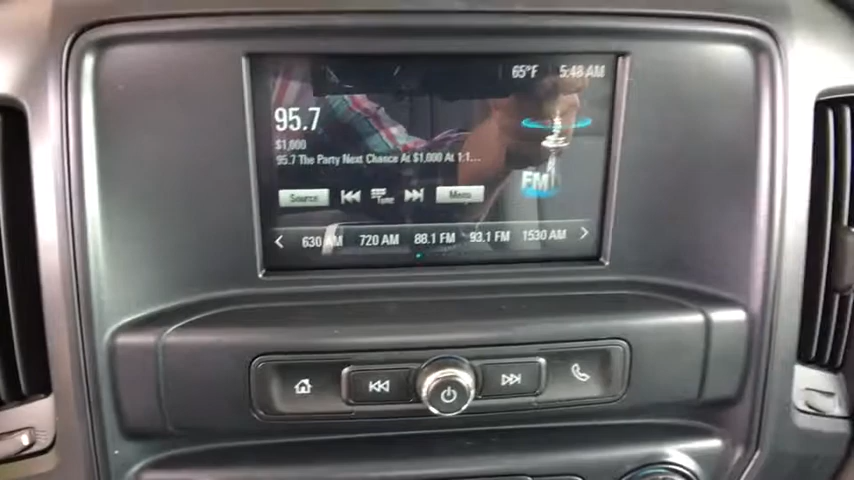 65°F 5:48 AM
95.7
$1,000
95.7 The Party Next Chance At $1,000 At 1:1...
Source Tune Menu
FM
630 AM 720 AM 88.1 FM 93.1 FM 1530 AM